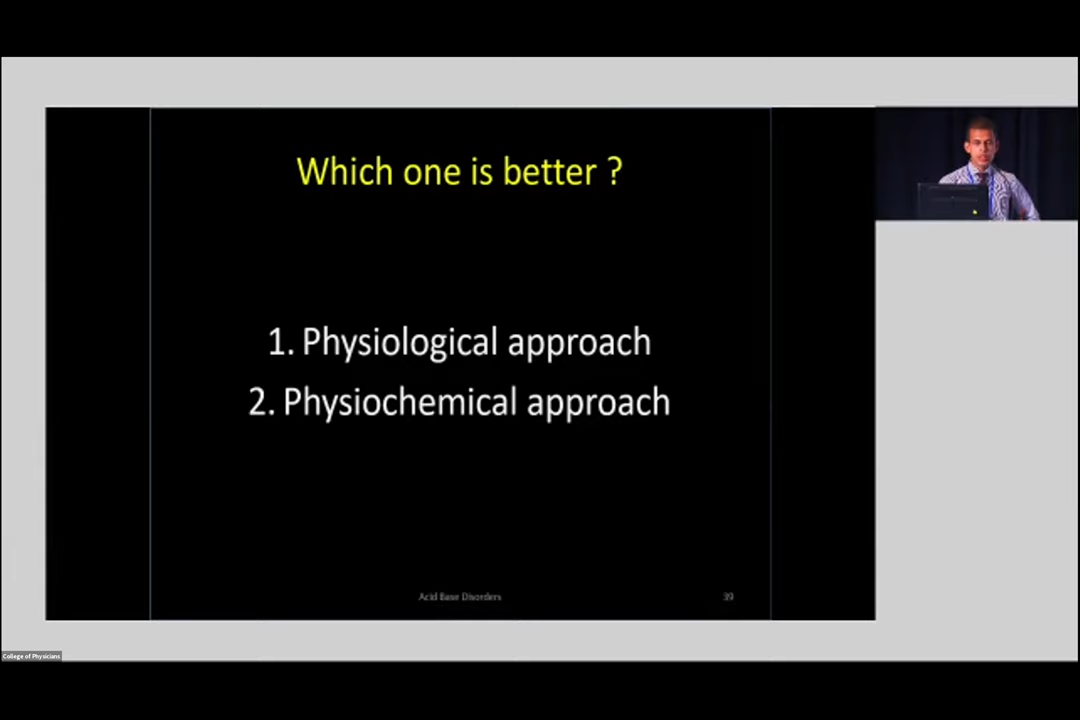 Which one is better ?
1. Physiological approach
2. Physiochemical approach
Acid Base Disorders
39
College of Physicians